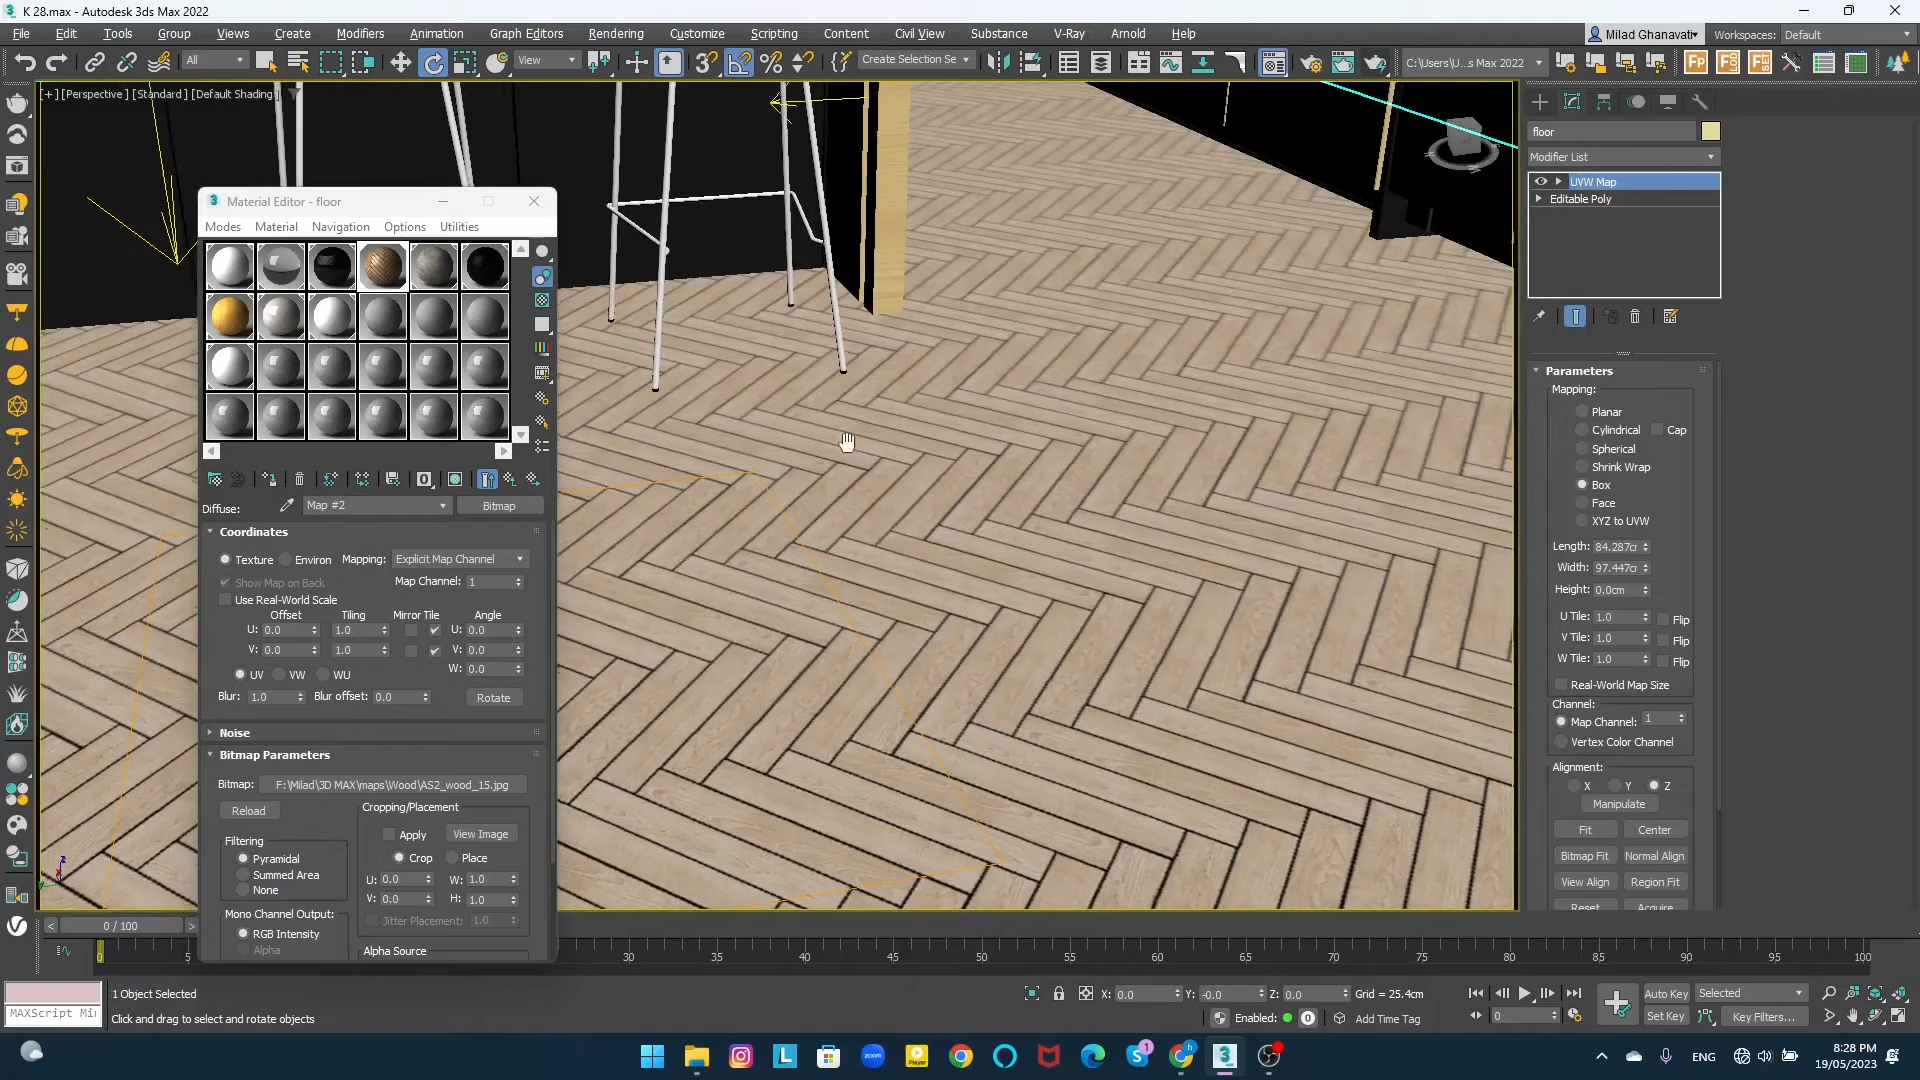 K 28.max - Autodesk 3ds Max 2022
File Edit Tools Group Views Create Modifiers Animation Graph Editors Rendering Customize Scripting Content Civil View Substance V-Ray Arnold Help
Milad Ghanavati Workspaces: Default
All View Create Selection Se C:\Users\U...s Max 2022
[+] [Perspective] [Standard] [Default Shading]
floor
Modifier List
UVW Map
Editable Poly
Material Editor - floor
Modes Material Navigation Options Utilities
Diffuse: Map #2 Bitmap
Coordinates
Texture Environ Mapping: Explicit Map Channel
Show Map on Back Map Channel: 1
Use Real-World Scale
Offset Tiling Mirror Tile Angle
U: 0.0 1.0 U: 0.0
V: 0.0 1.0 V: 0.0
W: 0.0
UV VW WU
Blur: 1.0 Blur offset: 0.0 Rotate
Noise
Bitmap Parameters
Bitmap: F:\Milad\3D MAX\maps\Wood\AS2_wood_15.jpg
Reload
Cropping/Placement
Apply View Image
Crop Place
U: 0.0 W: 1.0
V: 0.0 H: 1.0
Jitter Placement: 1.0
Filtering
Pyramidal
Summed Area
None
Mono Channel Output:
RGB Intensity
Alpha
Alpha Source
Parameters
Mapping:
Planar
Cylindrical Cap
Spherical
Shrink Wrap
Box
Face
XYZ to UVW
Length: 84.287cr
Width: 97.447cr
Height: 0.0cm
U Tile: 1.0 Flip
V Tile: 1.0 Flip
W Tile: 1.0 Flip
Real-World Map Size
Channel:
Map Channel: 1
Vertex Color Channel
Alignment:
X Y Z
Manipulate
Fit Center
Bitmap Fit Normal Align
View Align Region Fit
Reset Acquire
< 0 / 100 >
0 5 30 35 40 45 50 55 60 65 70 75 80 85 90 95 100
MAXScript Mi
1 Object Selected
Click and drag to select and rotate objects
X: 0.0 Y: -0.0 Z: 0.0 Grid = 25.4cm
Enabled: 0 Add Time Tag
0
Auto Key Selected
Set Key Key Filters...
ENG
8:28 PM
19/05/2023